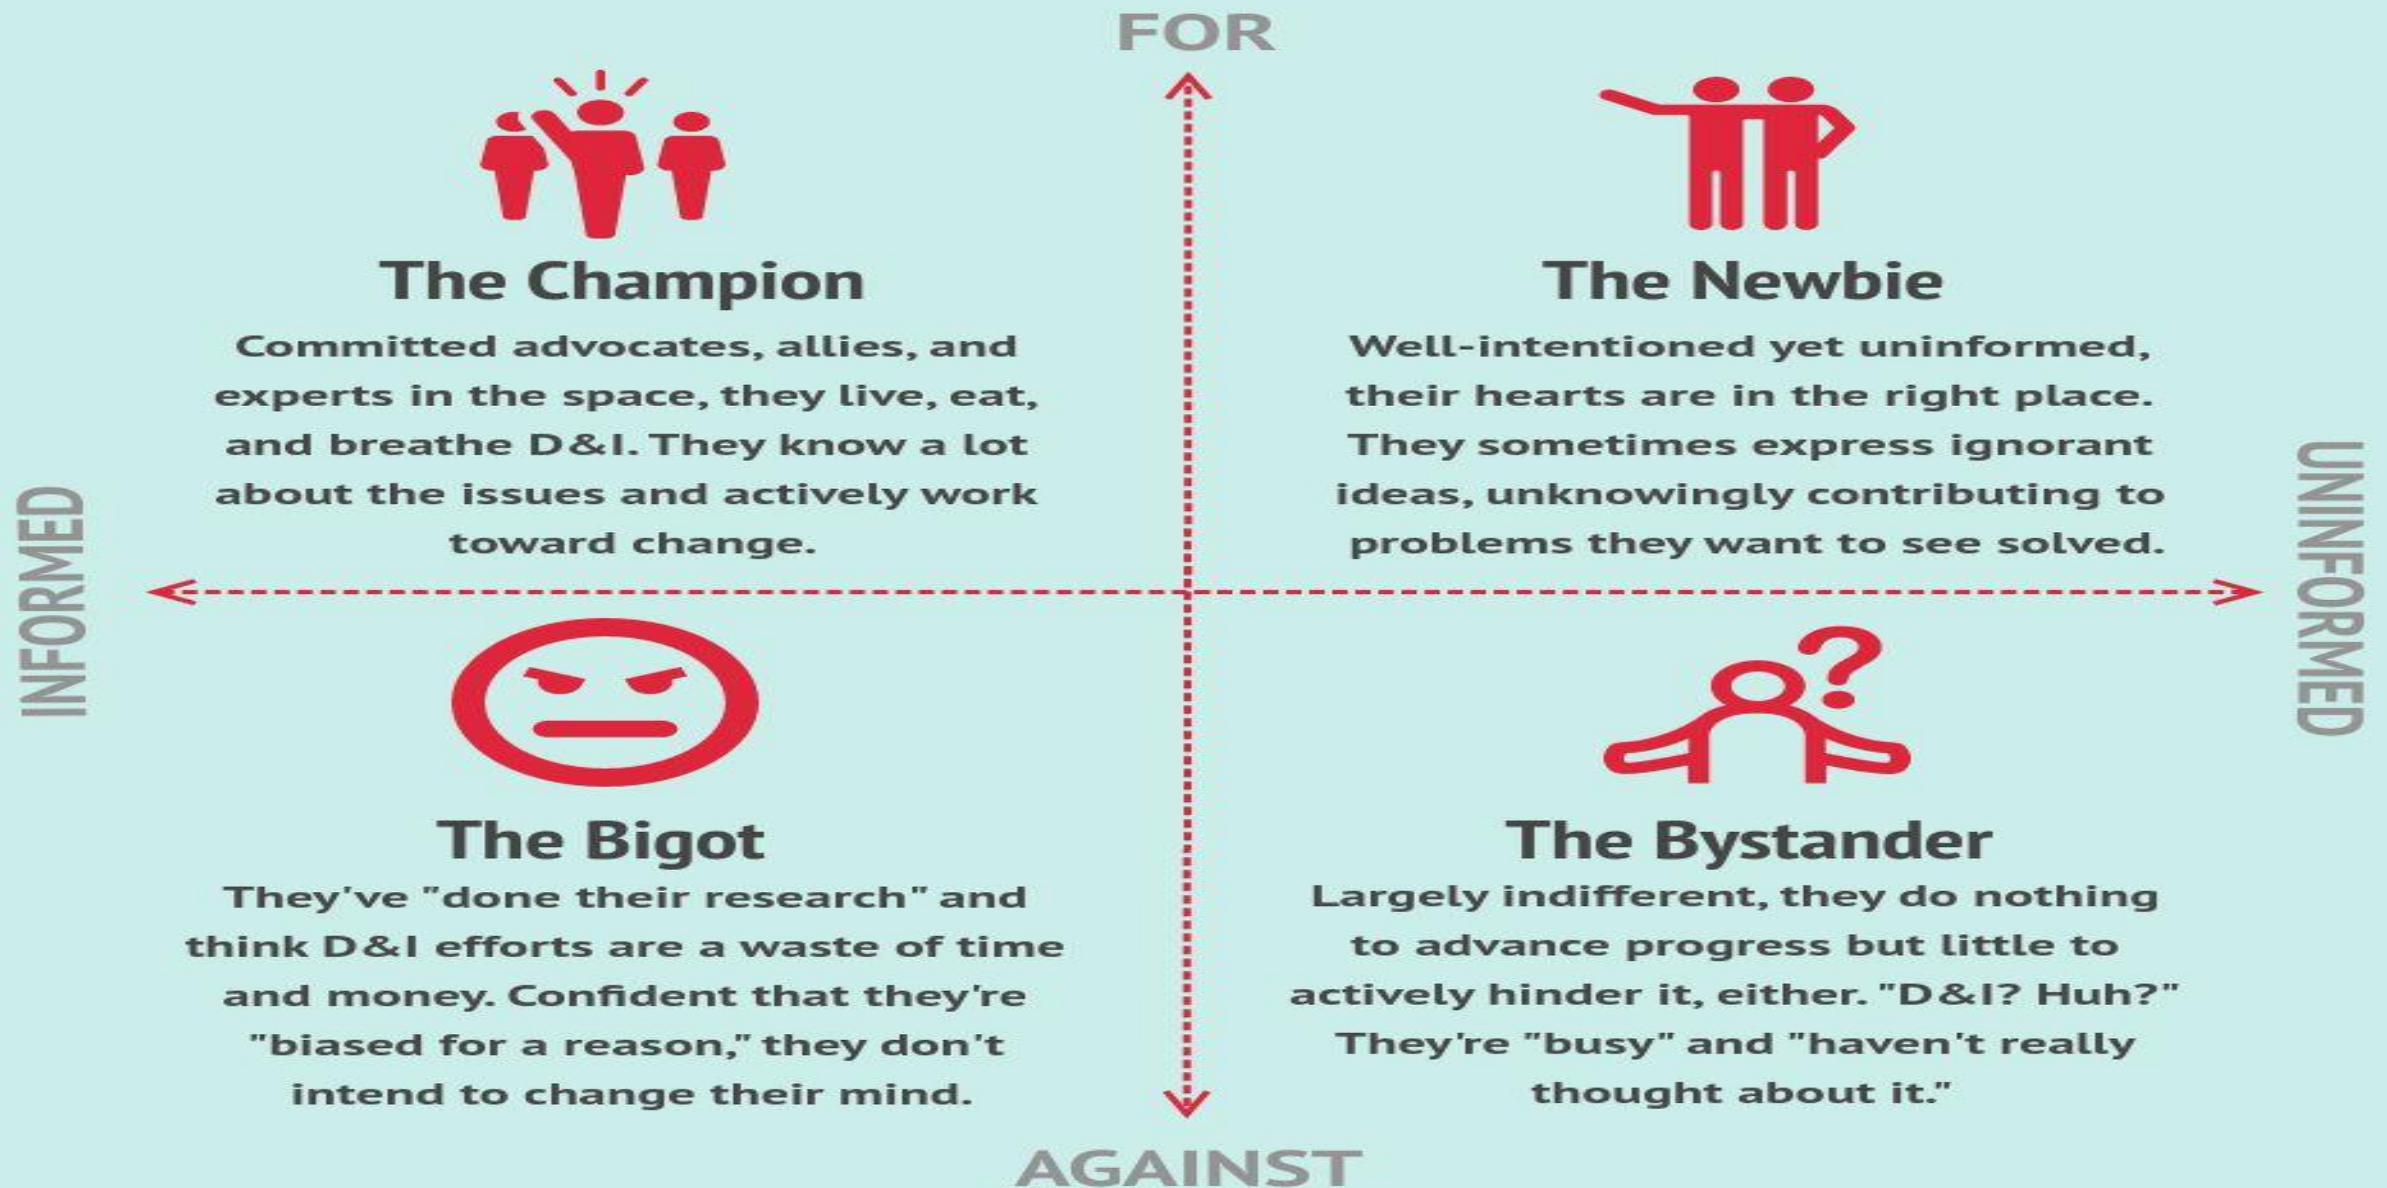 FOR
The Champion
Committed advocates, allies, and
experts in the space, they live, eat,
and breathe D&I. They know a lot
about the issues and actively work
toward change.
The Newbie
Well-intentioned yet uninformed,
their hearts are in the right place.
They sometimes express ignorant
ideas, unknowingly contributing to
problems they want to see solved.
INFORMED
UNINFORMED
The Bigot
They've "done their research" and
think D&I efforts are a waste of time
and money. Confident that they're
"biased for a reason," they don't
intend to change their mind.
The Bystander
Largely indifferent, they do nothing
to advance progress but little to
actively hinder it, either. "D&I? Huh?"
They're "busy" and "haven't really
thought about it."
AGAINST